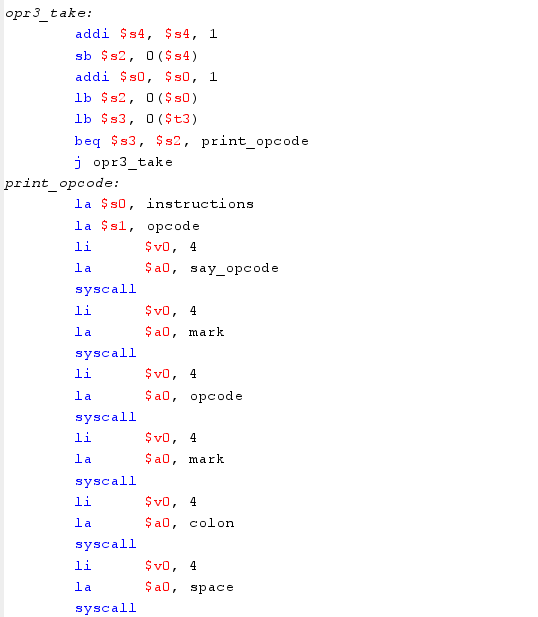 opr3_take:
addi $s4, $s4, 1
sb $s2, 0($s4)
addi $s0, $s0, 1
lb $s2, 0($s0)
lb $s3, 0($t3)
beq $s3, $s2, print_opcode
j opr3_take
print_opcode:
la $s0, instructions
la $s1, opcode
li $v0, 4
la $a0, say_opcode
syscall
li $v0, 4
la $a0, mark
syscall
li $v0, 4
la $a0, opcode
syscall
li $v0, 4
la $a0, mark
syscall
li $v0, 4
la $a0, colon
syscall
li $v0, 4
la $a0, space
syscall